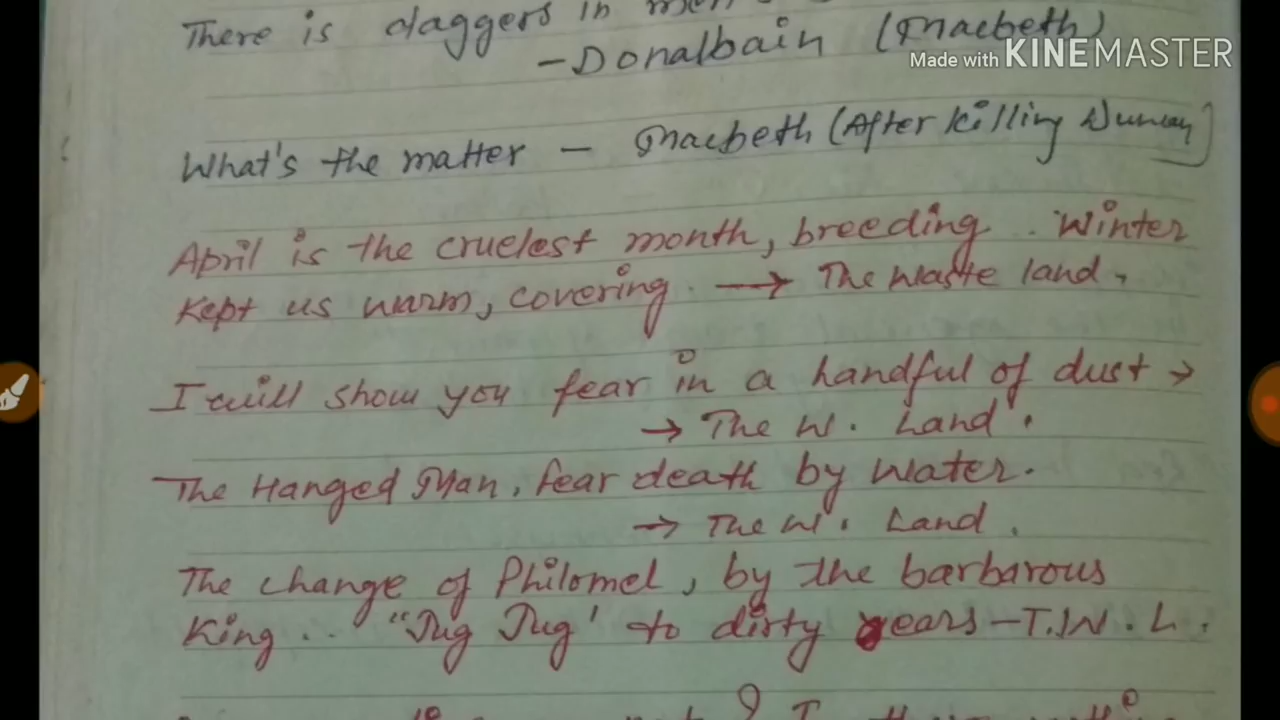 There is daggers in men
- Donalbain (Macbeth)
Made with KINEMASTER
What's the matter - Macbeth (After killing Duncan)
April is the cruelest month, breeding .. Winter
kept us warm, covering. → The Waste land.
I will show you fear in a handful of dust →
→ The W. Land.
The Hanged Man. Fear death by water.
→ The W. Land.
The change of Philomel, by the barbarous
King... "Jug Jug' to dirty years - T.W.L.